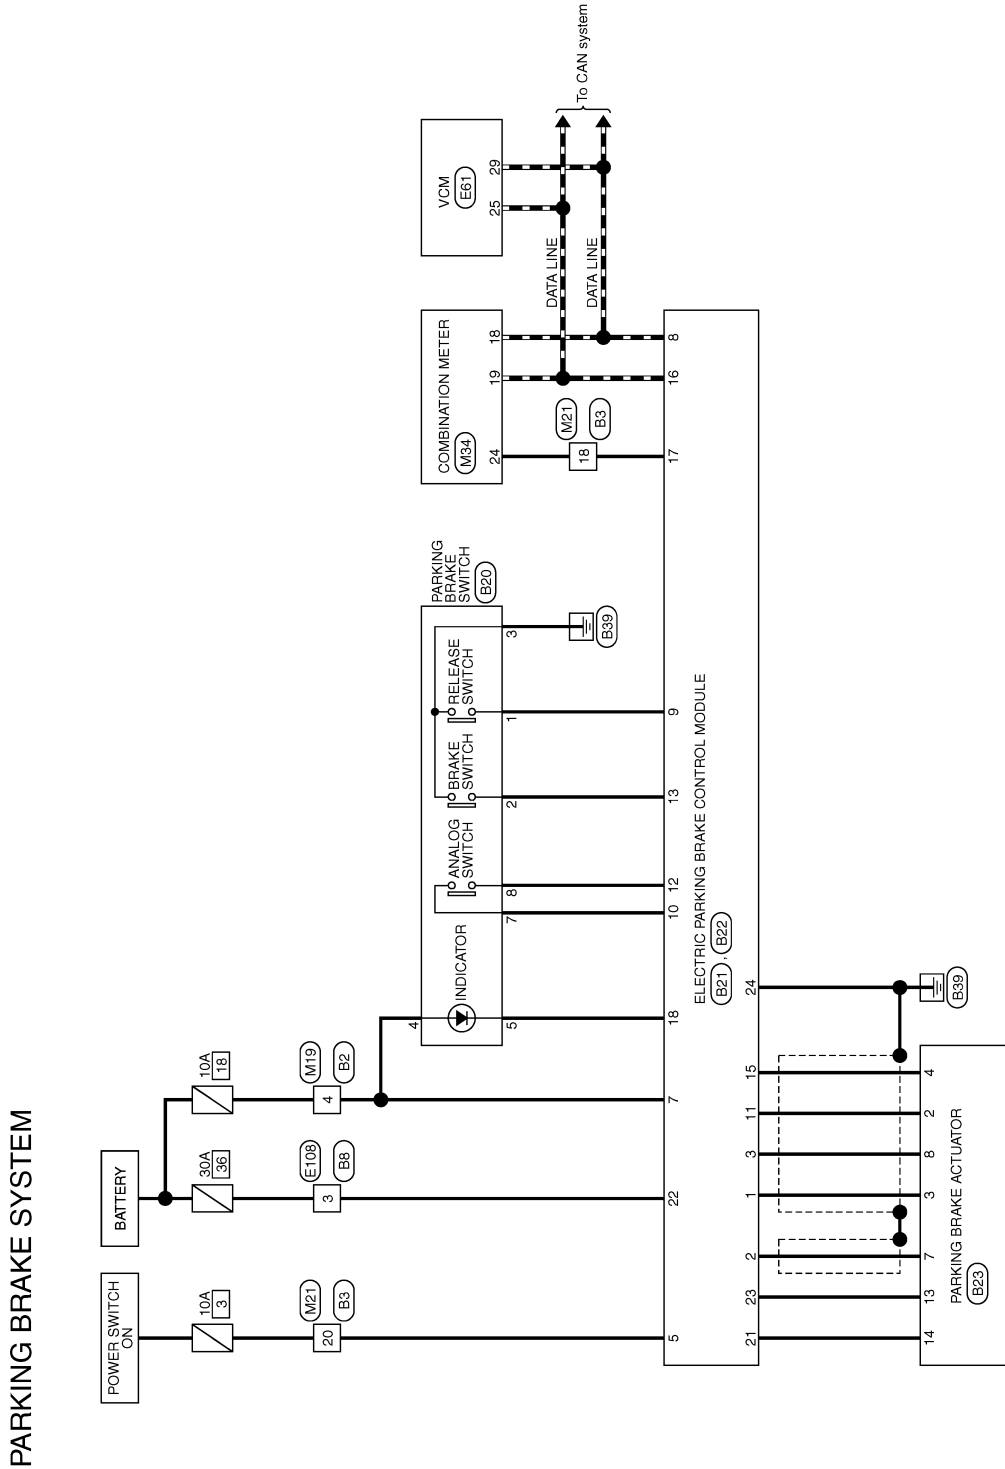 PARKING BRAKE SYSTEM
POWER SWITCH
ON
BATTERY
10A
3
30A
36
10A
18
20
M21
B3
3
E108
B8
4
M19
B2
4
INDICATOR
ANALOG
SWITCH
BRAKE
SWITCH
RELEASE
SWITCH
PARKING
BRAKE
SWITCH
B20
5
7
8
2
1
3
B39
COMBINATION METER
M34
24
19
18
VCM
E61
25
29
18
M21
B3
DATA LINE
DATA LINE
To CAN system
5
22
7
18
10
12
13
9
17
16
8
ELECTRIC PARKING BRAKE CONTROL MODULE
B21 , B22
21
23
2
1
3
11
15
24
B39
14
13
7
3
8
2
4
PARKING BRAKE ACTUATOR
B23